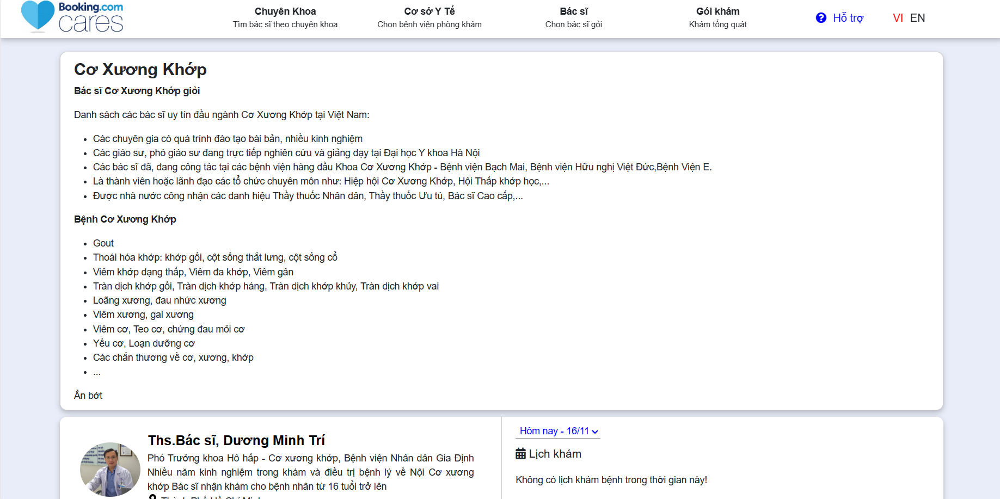 Booking.com
cares
Chuyên Khoa
Tìm bác sĩ theo chuyên khoa
Cơ sở Y Tế
Chọn bệnh viện phòng khám
Bác sĩ
Chọn bác sĩ gỏi
Gói khám
Khám tổng quát
Hỗ trợ
VI EN
Cơ Xương Khớp
Bác sĩ Cơ Xương Khớp giỏi
Danh sách các bác sĩ uy tín đầu ngành Cơ Xương Khớp tại Việt Nam:
Các chuyên gia có quá trình đào tạo bài bản, nhiều kinh nghiệm
Các giáo sư, phó giáo sư đang trực tiếp nghiên cứu và giảng dạy tại Đại học Y khoa Hà Nội
Các bác sĩ đã, đang công tác tại các bệnh viện hàng đầu Khoa Cơ Xương Khớp - Bệnh viện Bạch Mai, Bệnh viện Hữu nghị Việt Đức,Bệnh Viện E.
Là thành viên hoặc lãnh đạo các tổ chức chuyên môn như: Hiệp hội Cơ Xương Khớp, Hội Thấp khớp học,...
Được nhà nước công nhận các danh hiệu Thầy thuốc Nhân dân, Thầy thuốc Ưu tú, Bác sĩ Cao cấp,...
Bệnh Cơ Xương Khớp
Gout
Thoái hóa khớp: khớp gối, cột sống thắt lưng, cột sống cổ
Viêm khớp dạng thấp, Viêm đa khớp, Viêm gân
Tràn dịch khớp gối, Tràn dịch khớp háng, Tràn dịch khớp khủy, Tràn dịch khớp vai
Loãng xương, đau nhức xương
Viêm xương, gai xương
Viêm cơ, Teo cơ, chứng đau mỏi cơ
Yếu cơ, Loạn dưỡng cơ
Các chấn thương về cơ, xương, khớp
...
Ẩn bớt
Ths.Bác sĩ, Dương Minh Trí
Phó Trưởng khoa Hô hấp - Cơ xương khớp, Bệnh viện Nhân dân Gia Định
Nhiều năm kinh nghiệm trong khám và điều trị bệnh lý về Nội Cơ xương
khớp Bác sĩ nhận khám cho bệnh nhân từ 16 tuổi trở lên
Thành Phố Hồ Chí Minh
Hôm nay - 16/11
Lịch khám
Không có lịch khám bệnh trong thời gian này!